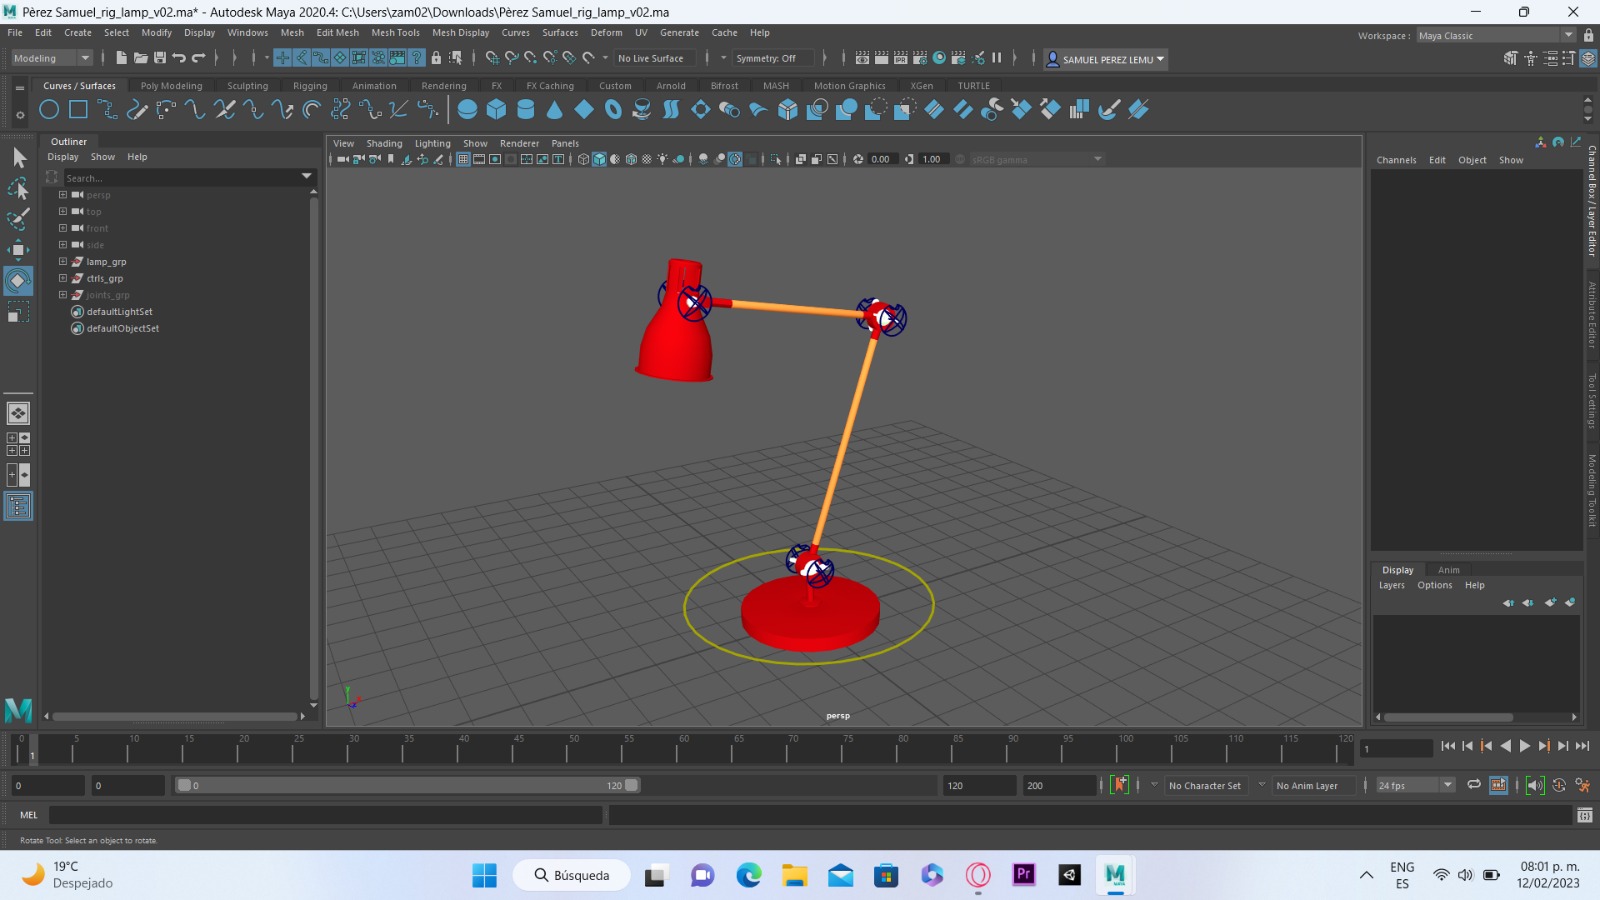 Pèrez Samuel_rig_lamp_v02.ma* - Autodesk Maya 2020.4: C:\Users\zam02\Downloads\Pèrez Samuel_rig_lamp_v02.ma
File Edit Create Select Modify Display Windows Mesh Edit Mesh Mesh Tools Mesh Display Curves Surfaces Deform UV Generate Cache Help
Workspace : Maya Classic
Modeling No Live Surface Symmetry: Off SAMUEL PEREZ LEMU
Curves / Surfaces Poly Modeling Sculpting Rigging Animation Rendering FX FX Caching Custom Arnold Bifrost MASH Motion Graphics XGen TURTLE
Outliner
Display Show Help
Search...
persp
top
front
side
lamp_grp
ctrls_grp
joints_grp
defaultLightSet
defaultObjectSet
View Shading Lighting Show Renderer Panels
0.00 1.00 sRGB gamma
persp
Channels Edit Object Show
Channel Box / Layer Editor
Attribute Editor
Tool Settings
Modeling Toolkit
Display Anim
Layers Options Help
0 5 10 15 20 25 30 35 40 45 50 55 60 65 70 75 80 85 90 95 100 105 110 115 120
1
1
0 0 0 120 120 200 No Character Set No Anim Layer 24 fps
MEL
Rotate Tool: Select an object to rotate.
19°C
Despejado
Búsqueda
Pr
ENG
ES
08:01 p. m.
12/02/2023